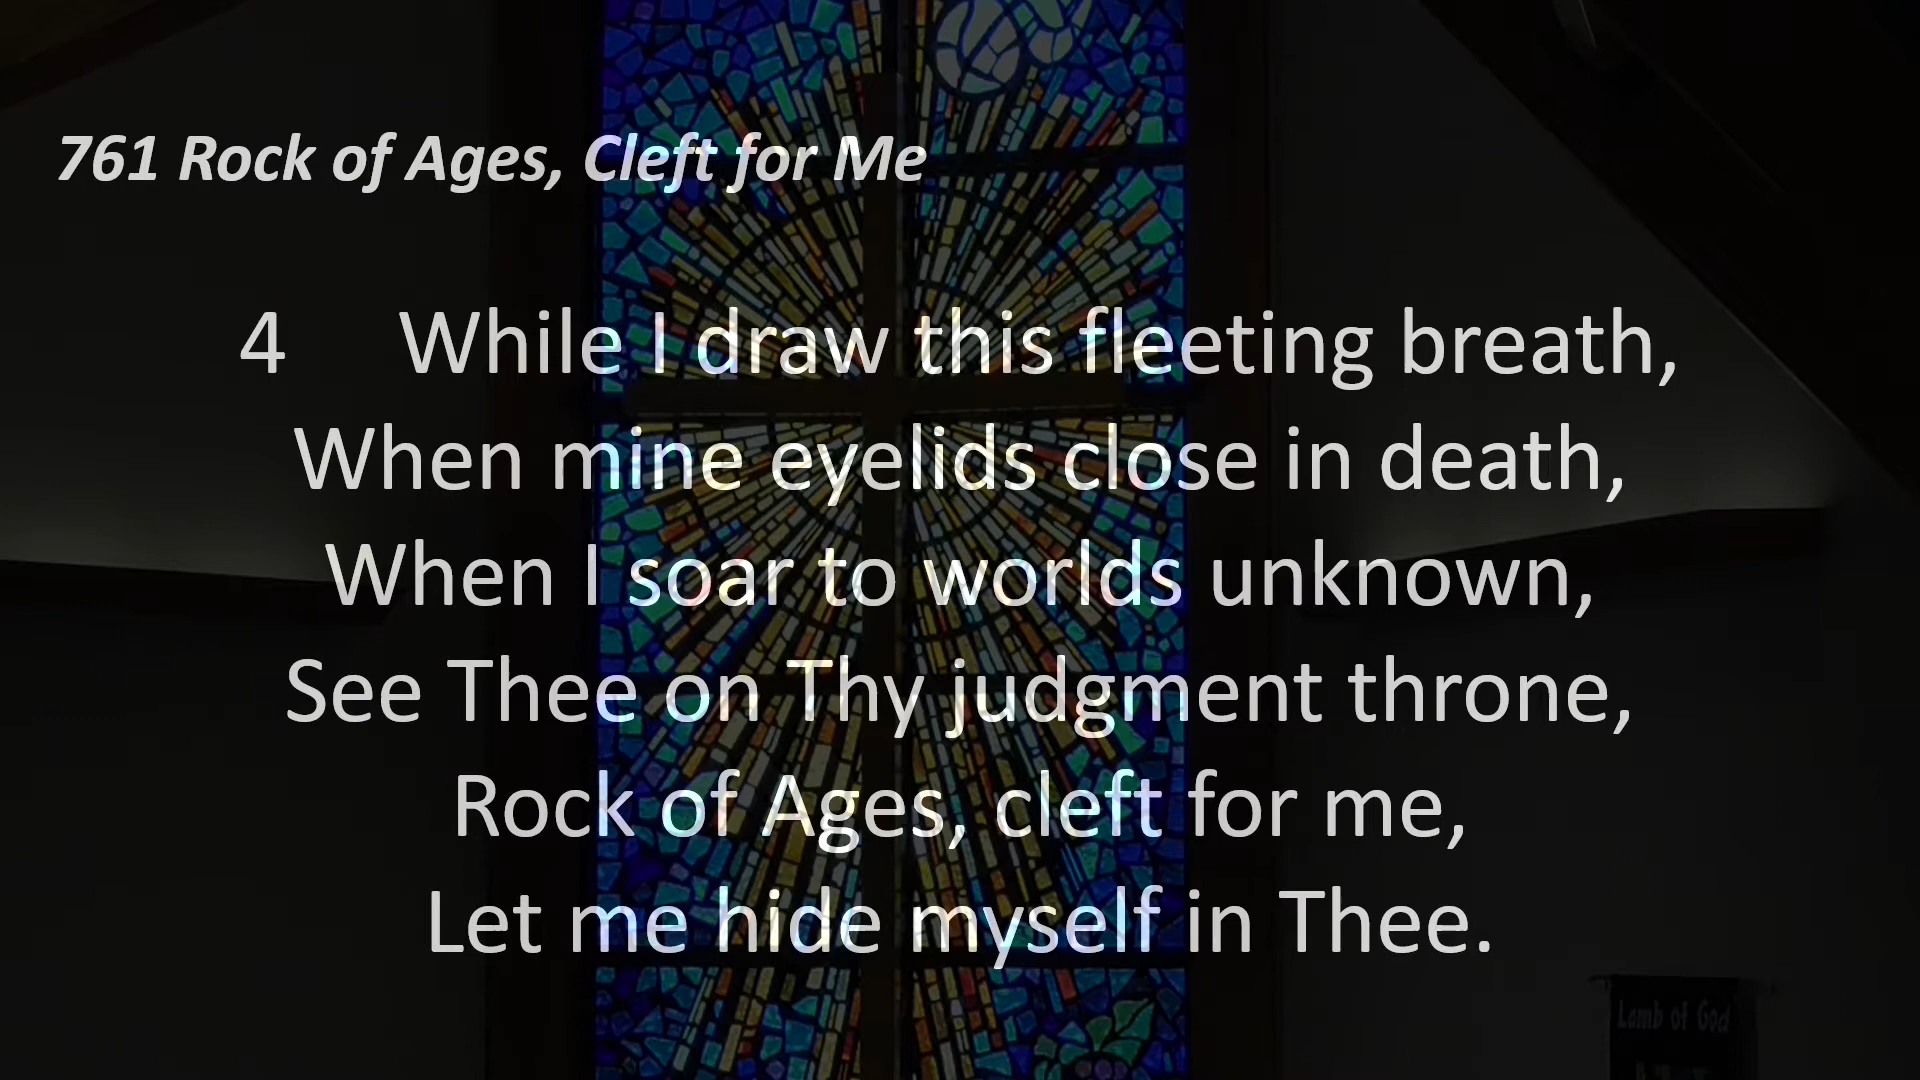 761 Rock of Ages, Cleft for Me
4 While I draw this fleeting breath,
When mine eyelids close in death,
When I soar to worlds unknown,
See Thee on Thy judgment throne,
Rock of Ages, cleft for me,
Let me hide myself in Thee.
Lamb of God